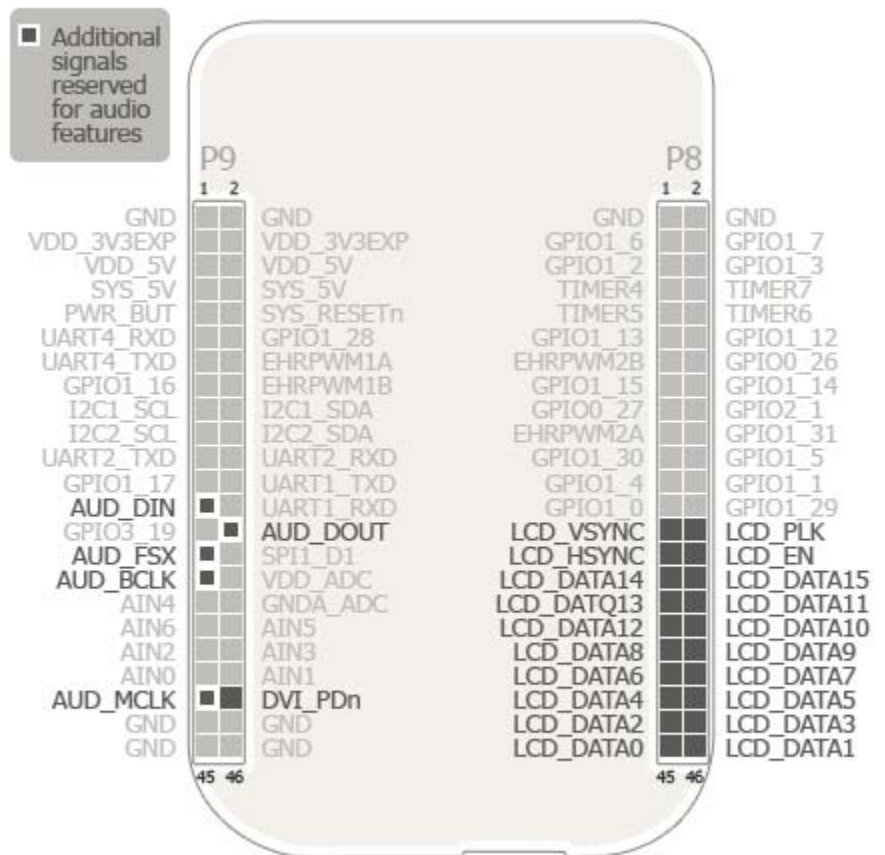 Additional
signals
reserved
for audio
features
P9 P8
1 2 1 2
GND GND GND GND
VDD_3V3EXP VDD_3V3EXP GPIO1_6 GPIO1_7
VDD_5V VDD_5V GPIO1_2 GPIO1_3
SYS_5V SYS_5V TIMER4 TIMER7
PWR_BUT SYS_RESETn TIMER5 TIMER6
UART4_RXD GPIO1_28 GPIO1_13 GPIO1_12
UART4_TXD EHRPWM1A EHRPWM2B GPIO0_26
GPIO1_16 EHRPWM1B GPIO1_15 GPIO1_14
I2C1_SCL I2C1_SDA GPIO0_27 GPIO2_1
I2C2_SCL I2C2_SDA EHRPWM2A GPIO1_31
UART2_TXD UART2_RXD GPIO1_30 GPIO1_5
GPIO1_17 UART1_TXD GPIO1_4 GPIO1_1
AUD_DIN UART1_RXD GPIO1_0 GPIO1_29
GPIO3_19 AUD_DOUT LCD_VSYNC LCD_PLK
AUD_FSX SPI1_D1 LCD_HSYNC LCD_EN
AUD_BCLK VDD_ADC LCD_DATA14 LCD_DATA15
AIN4 GNDA_ADC LCD_DATQ13 LCD_DATA11
AIN6 AIN5 LCD_DATA12 LCD_DATA10
AIN2 AIN3 LCD_DATA8 LCD_DATA9
AIN0 AIN1 LCD_DATA6 LCD_DATA7
AUD_MCLK DVI_PDn LCD_DATA4 LCD_DATA5
GND GND LCD_DATA2 LCD_DATA3
GND GND LCD_DATA0 LCD_DATA1
45 46 45 46